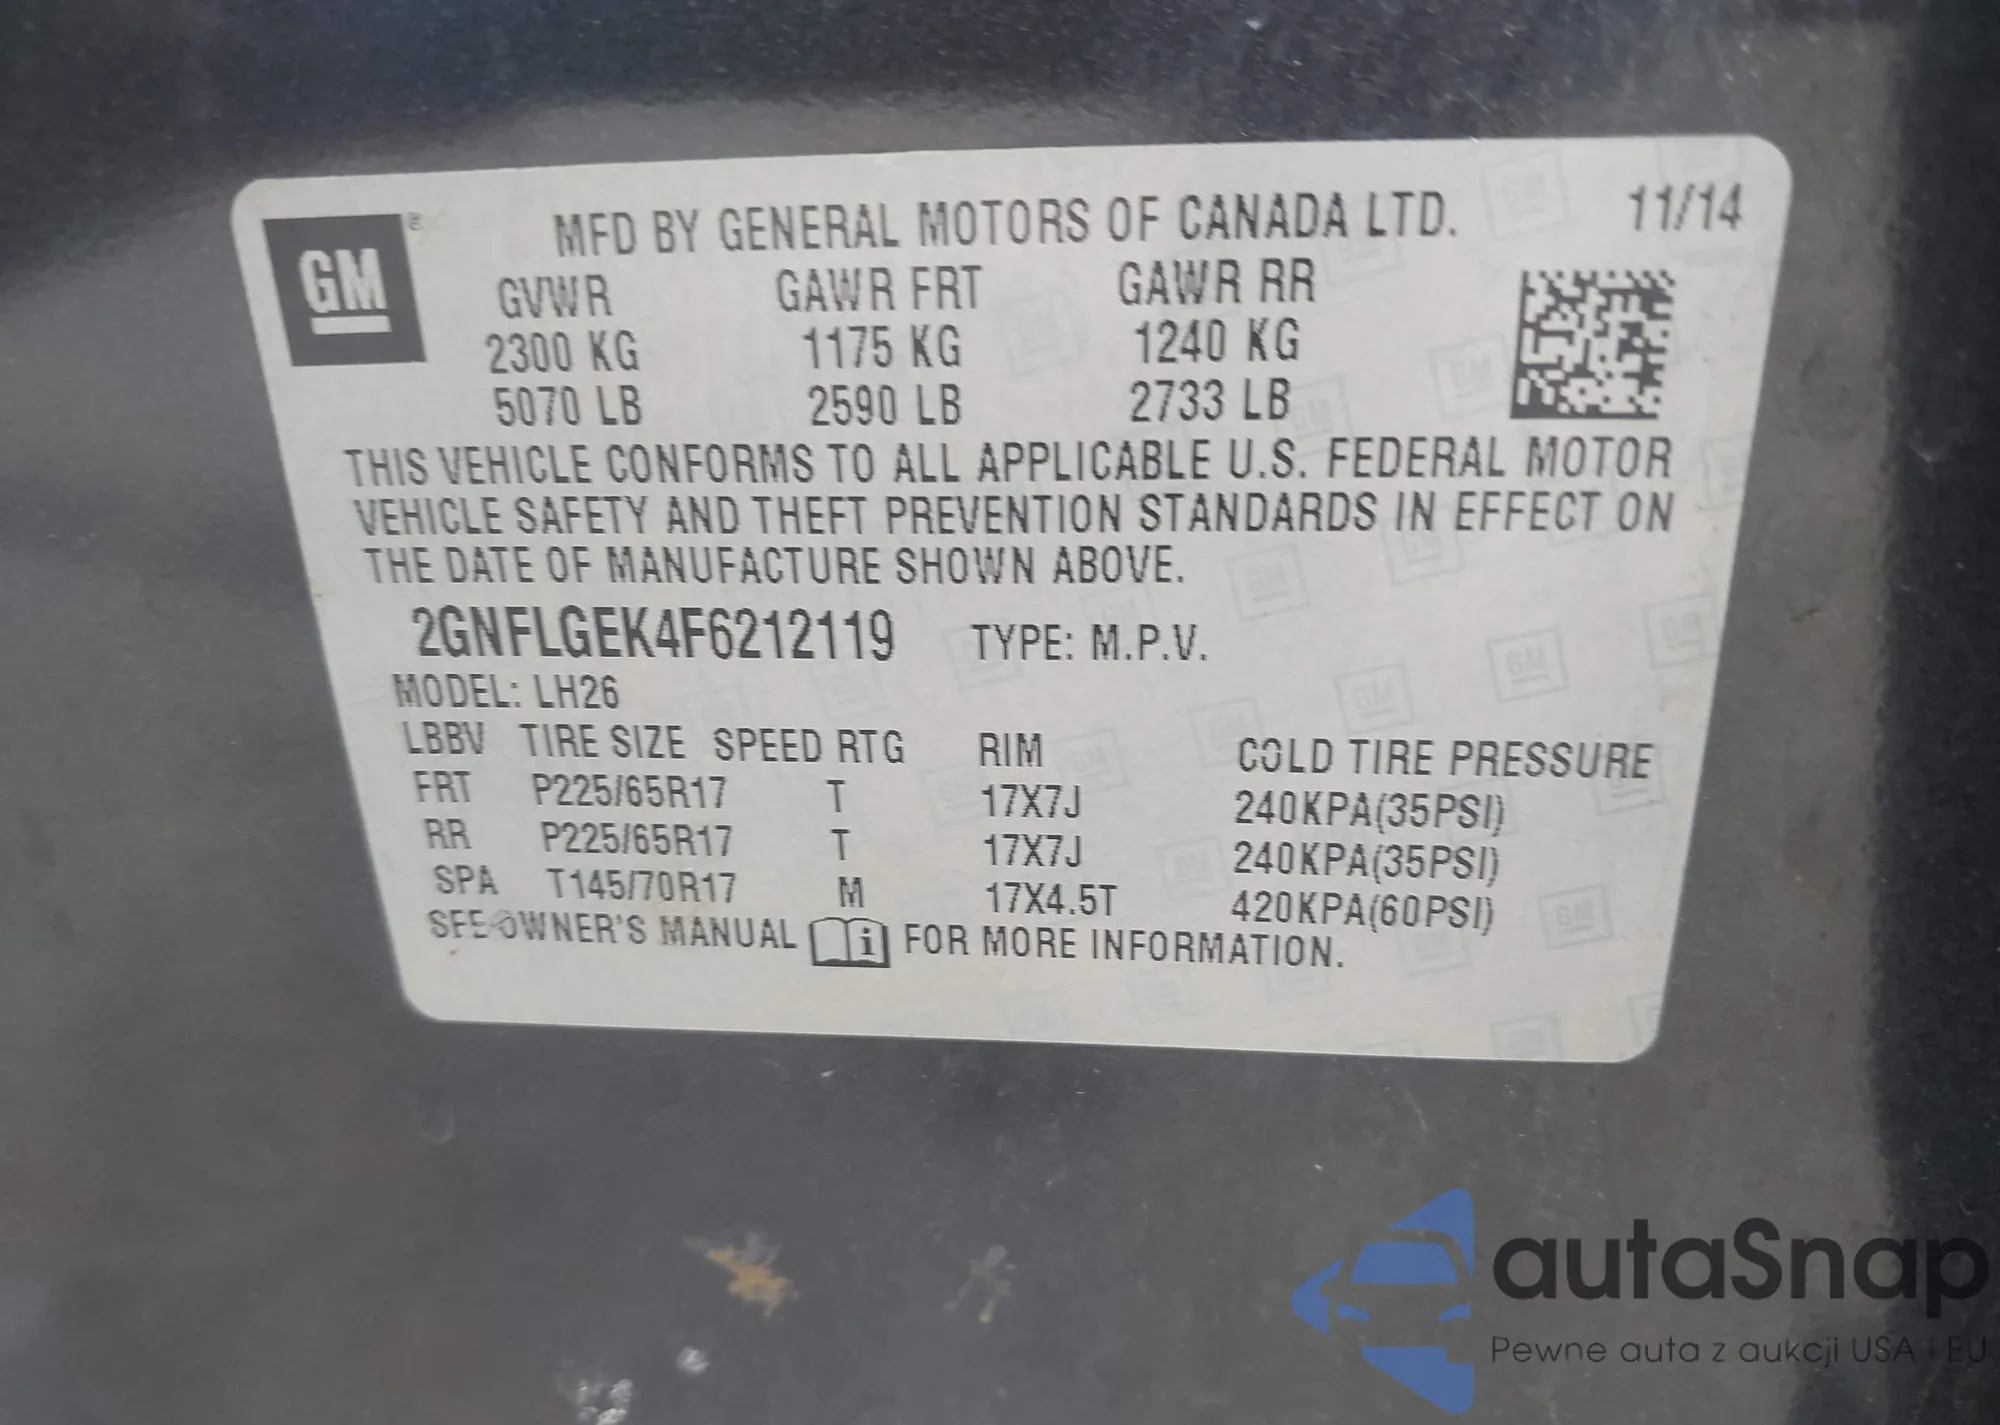 GM ®
MFD BY GENERAL MOTORS OF CANADA LTD. 11/14
GVWR GAWR FRT GAWR RR
2300 KG 1175 KG 1240 KG
5070 LB 2590 LB 2733 LB
THIS VEHICLE CONFORMS TO ALL APPLICABLE U.S. FEDERAL MOTOR
VEHICLE SAFETY AND THEFT PREVENTION STANDARDS IN EFFECT ON
THE DATE OF MANUFACTURE SHOWN ABOVE.
2GNFLGEK4F6212119 TYPE: M.P.V.
MODEL: LH26
LBBV TIRE SIZE SPEED RTG RIM COLD TIRE PRESSURE
FRT P225/65R17 T 17X7J 240KPA(35PSI)
RR P225/65R17 T 17X7J 240KPA(35PSI)
SPA T145/70R17 M 17X4.5T 420KPA(60PSI)
SEE OWNER'S MANUAL i FOR MORE INFORMATION.
autaSnap
Pewne auta z aukcji USA i EU